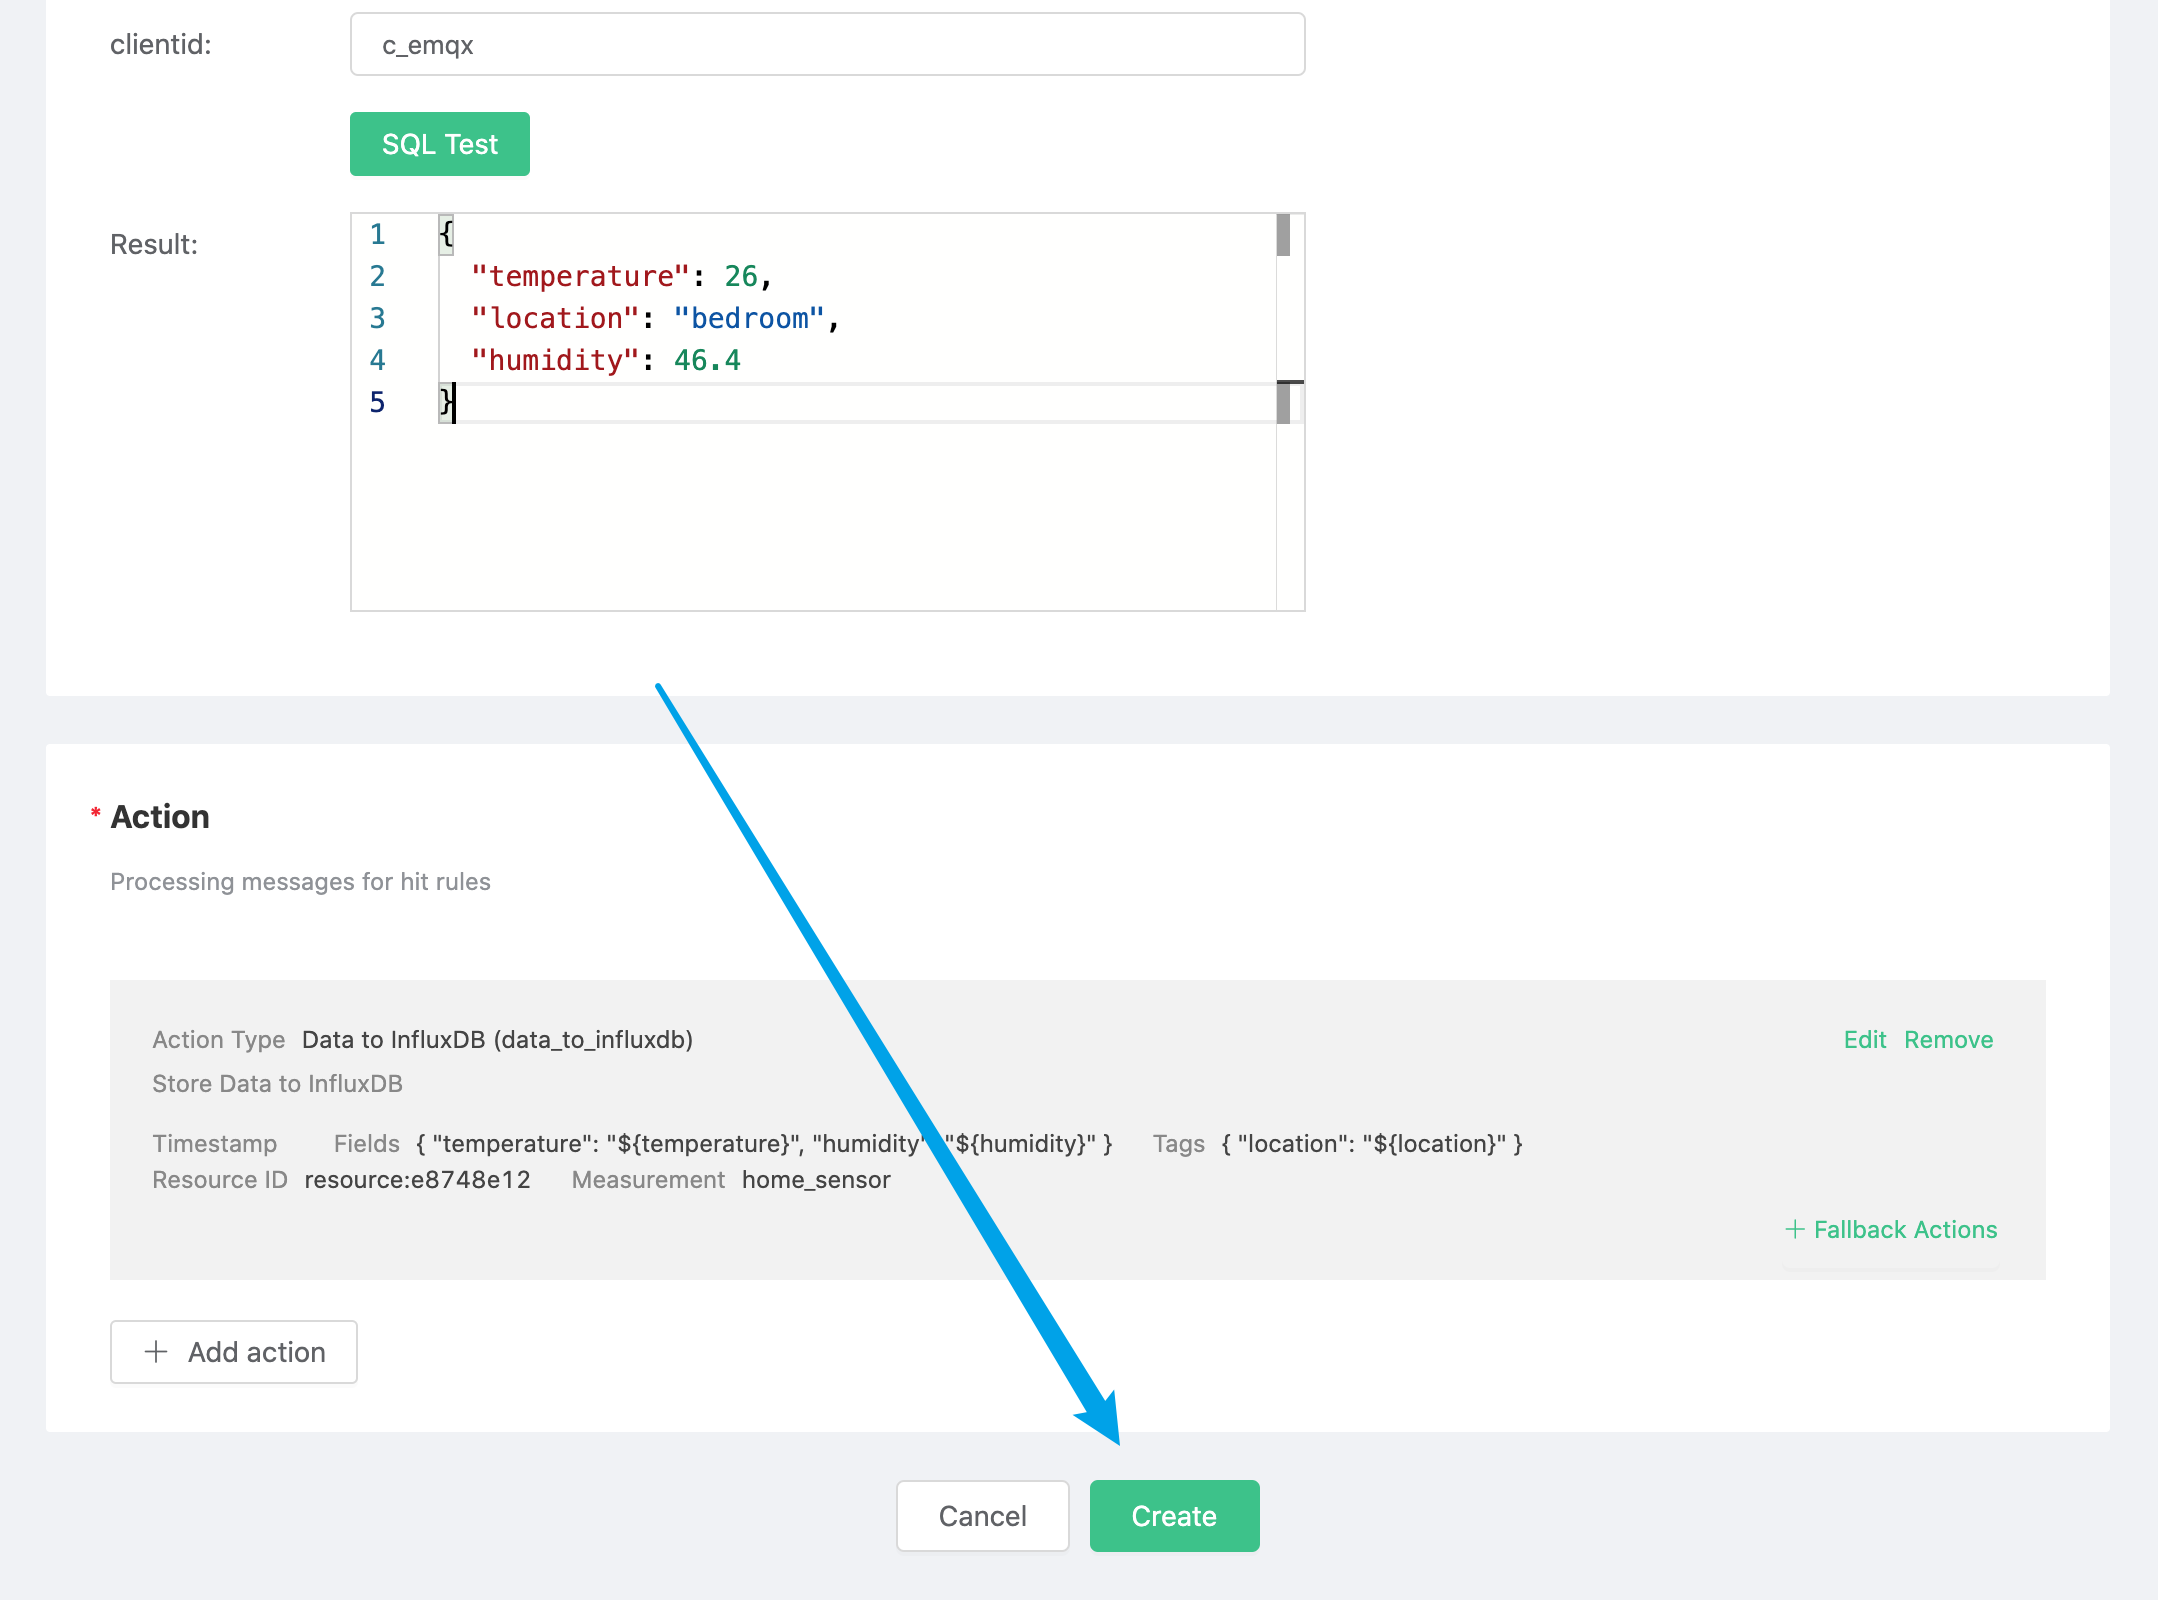 clientid:
c_emqx
SQL Test
Result:
1 {
2 "temperature": 26,
3 "location": "bedroom",
4 "humidity": 46.4
5 }
* Action
Processing messages for hit rules
Action Type Data to InfluxDB (data_to_influxdb) Edit Remove
Store Data to InfluxDB
Timestamp Fields { "temperature": "${temperature}", "humidity" "${humidity}" } Tags { "location": "${location}" }
Resource ID resource:e8748e12 Measurement home_sensor
+ Fallback Actions
+ Add action
Cancel Create